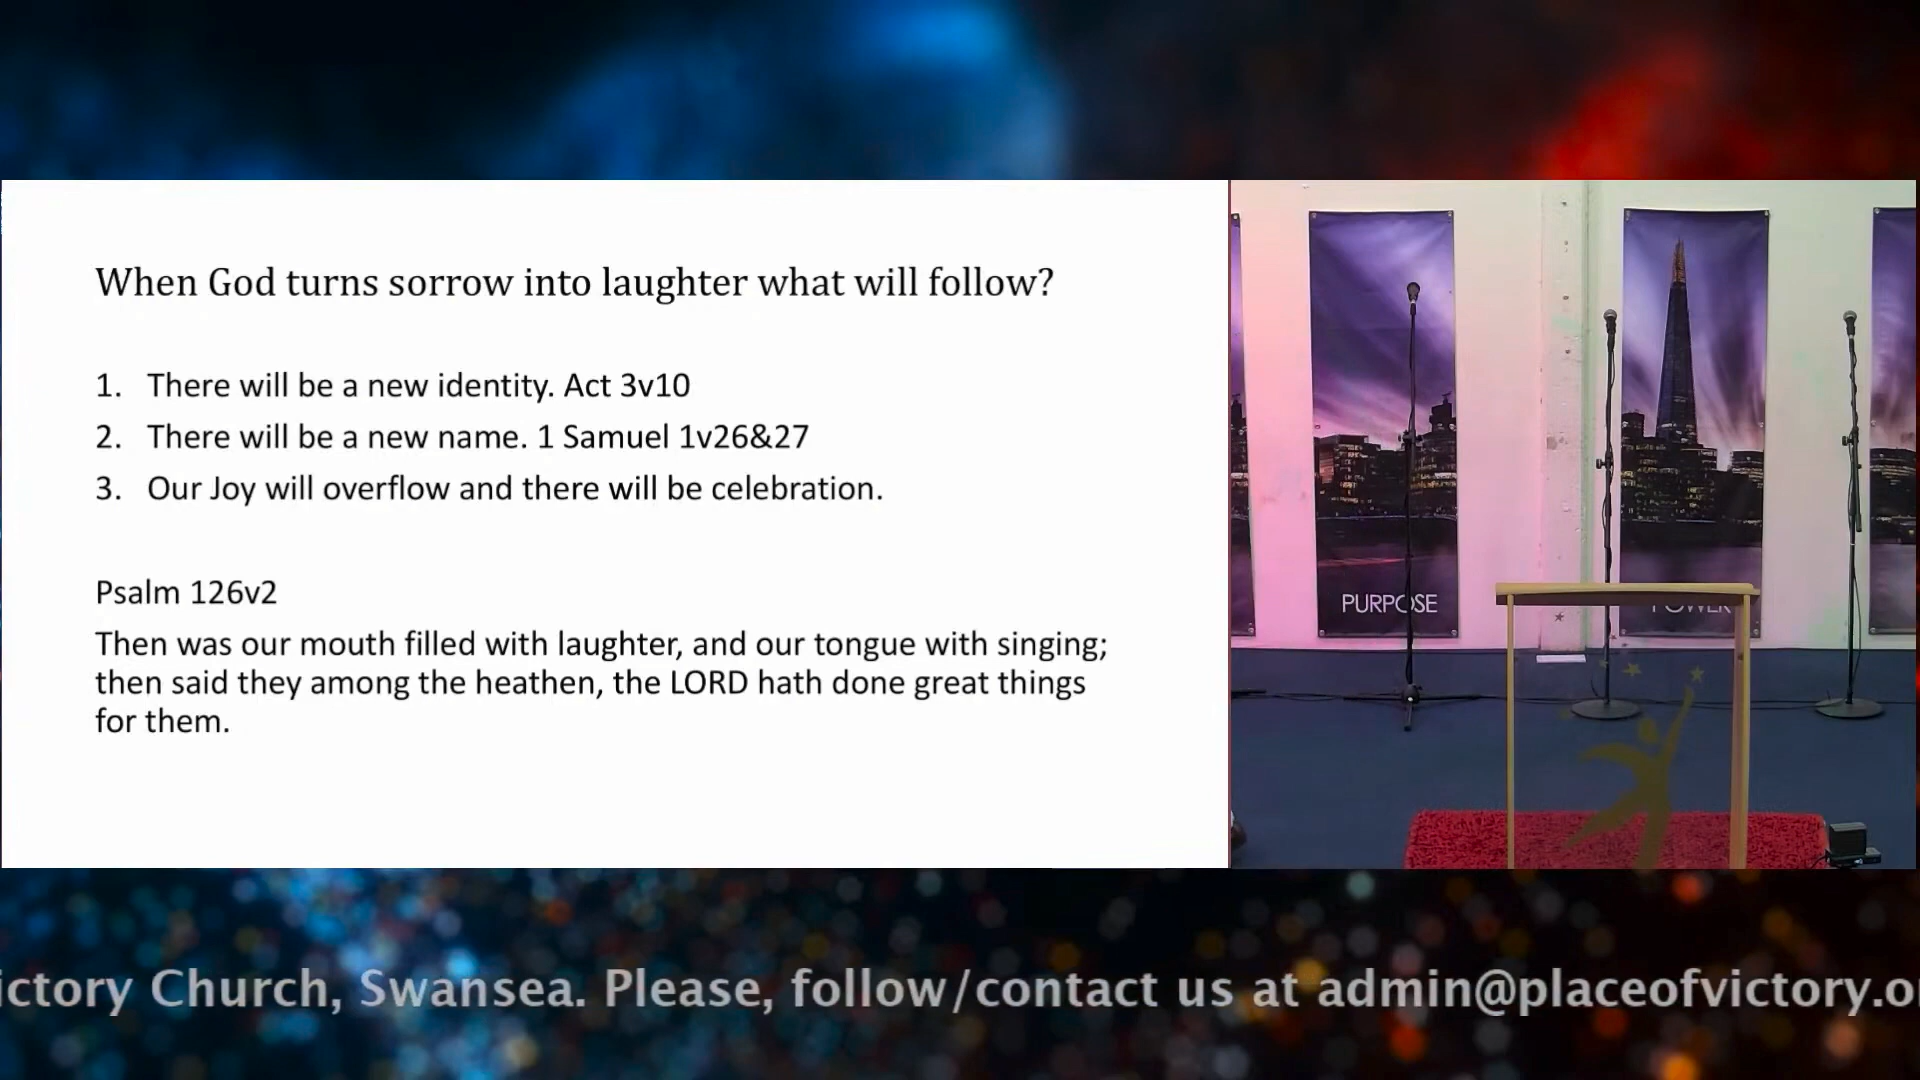 When God turns sorrow into laughter what will follow?
1. There will be a new identity. Act 3v10
2. There will be a new name. 1 Samuel 1v26&27
3. Our Joy will overflow and there will be celebration.
Psalm 126v2
Then was our mouth filled with laughter, and our tongue with singing;
then said they among the heathen, the LORD hath done great things
for them.
PURPOSE
POWER
ictory Church, Swansea. Please, follow/contact us at admin@placeofvictory.o